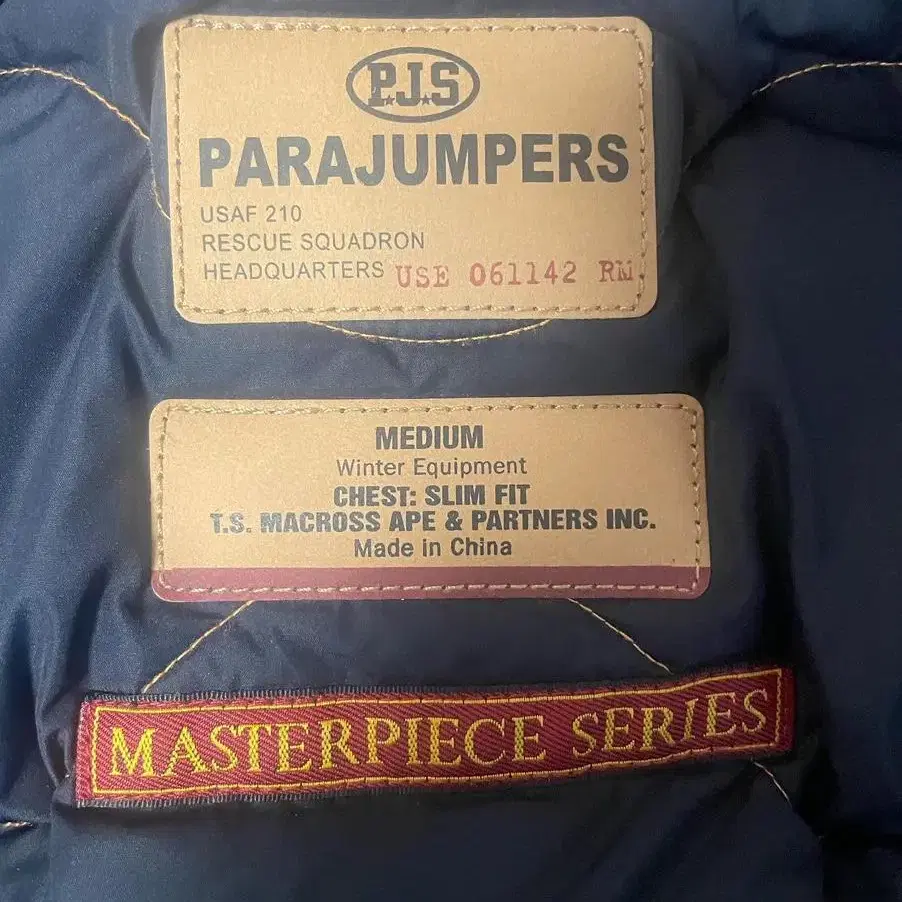 P.J.S
PARAJUMPERS
USAF 210
RESCUE SQUADRON
HEADQUARTERS USE 061142 RM.
MEDIUM
Winter Equipment
CHEST: SLIM FIT
T.S. MACROSS APE & PARTNERS INC.
Made in China
MASTERPIECE SERIES